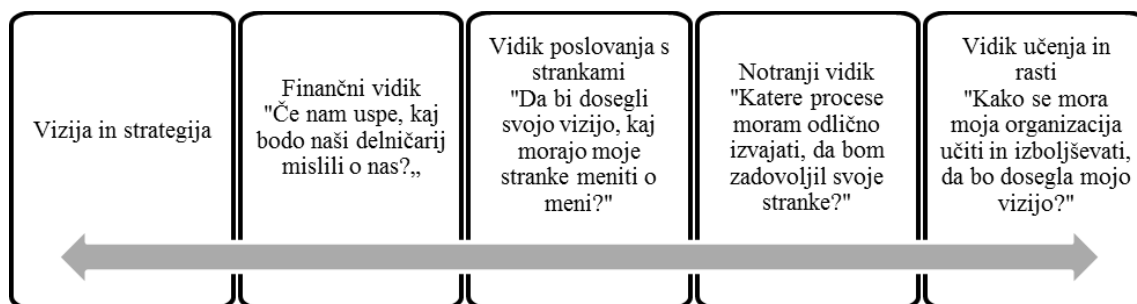 Vizija in strategija
Finančni vidik
"Če nam uspe, kaj
bodo naši delničarij
mislili o nas?„
Vidik poslovanja s
strankami
"Da bi dosegli
svojo vizijo, kaj
morajo moje
stranke meniti o
meni?"
Notranji vidik
"Katere procese
moram odlično
izvajati, da bom
zadovoljil svoje
stranke?"
Vidik učenja in
rasti
"Kako se mora
moja organizacija
učiti in izboljševati,
da bo dosegla mojo
vizijo?"